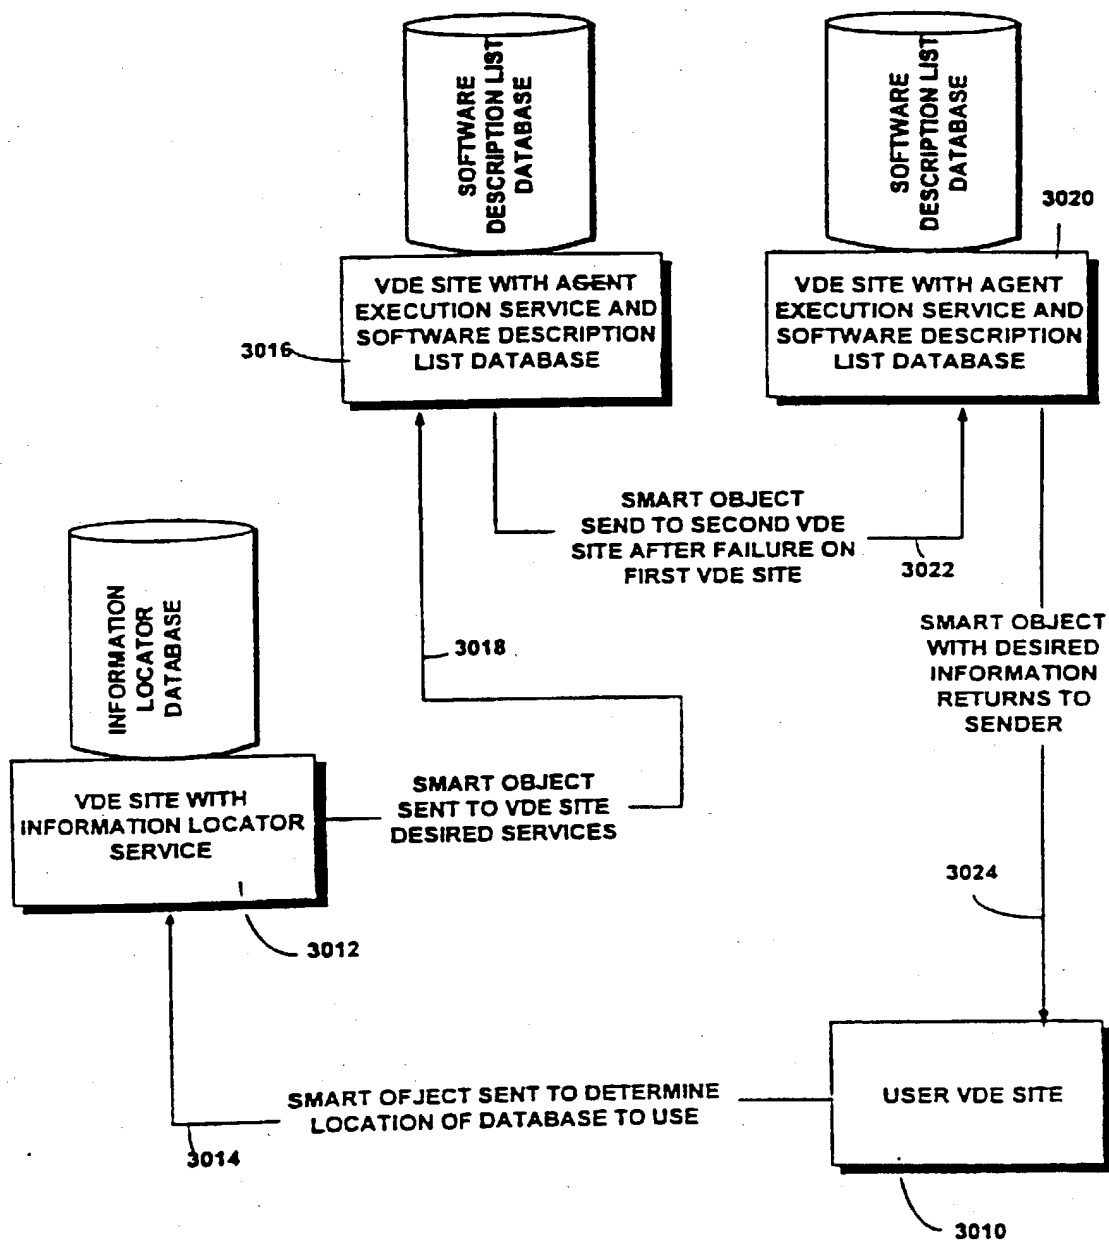 SOFTWARE
DESCRIPTION LIST
DATABASE
SOFTWARE
DESCRIPTION LIST
DATABASE
3020
VDE SITE WITH AGENT
EXECUTION SERVICE AND
SOFTWARE DESCRIPTION
LIST DATABASE
3016
VDE SITE WITH AGENT
EXECUTION SERVICE AND
SOFTWARE DESCRIPTION
LIST DATABASE
SMART OBJECT
SEND TO SECOND VDE
SITE AFTER FAILURE ON
FIRST VDE SITE
3022
INFORMATION
LOCATOR
DATABASE
3018
SMART OBJECT
WITH DESIRED
INFORMATION
RETURNS TO
SENDER
VDE SITE WITH
INFORMATION LOCATOR
SERVICE
SMART OBJECT
SENT TO VDE SITE
DESIRED SERVICES
3024
3012
SMART OFJECT SENT TO DETERMINE
LOCATION OF DATABASE TO USE
USER VDE SITE
3014
3010